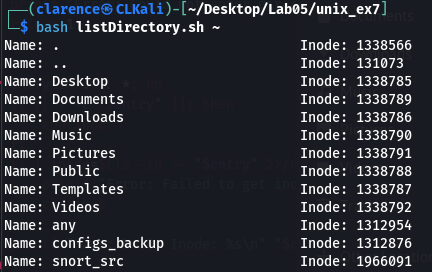 (clarence㉿CLKali)-[~/Desktop/Lab05/unix_ex7]
$ bash listDirectory.sh ~
Name: . Inode: 1338566
Name: .. Inode: 131073
Name: Desktop Inode: 1338785
Name: Documents Inode: 1338789
Name: Downloads Inode: 1338786
Name: Music Inode: 1338790
Name: Pictures Inode: 1338791
Name: Public Inode: 1338788
Name: Templates Inode: 1338787
Name: Videos Inode: 1338792
Name: any Inode: 1312954
Name: configs_backup Inode: 1312876
Name: snort_src Inode: 1966091